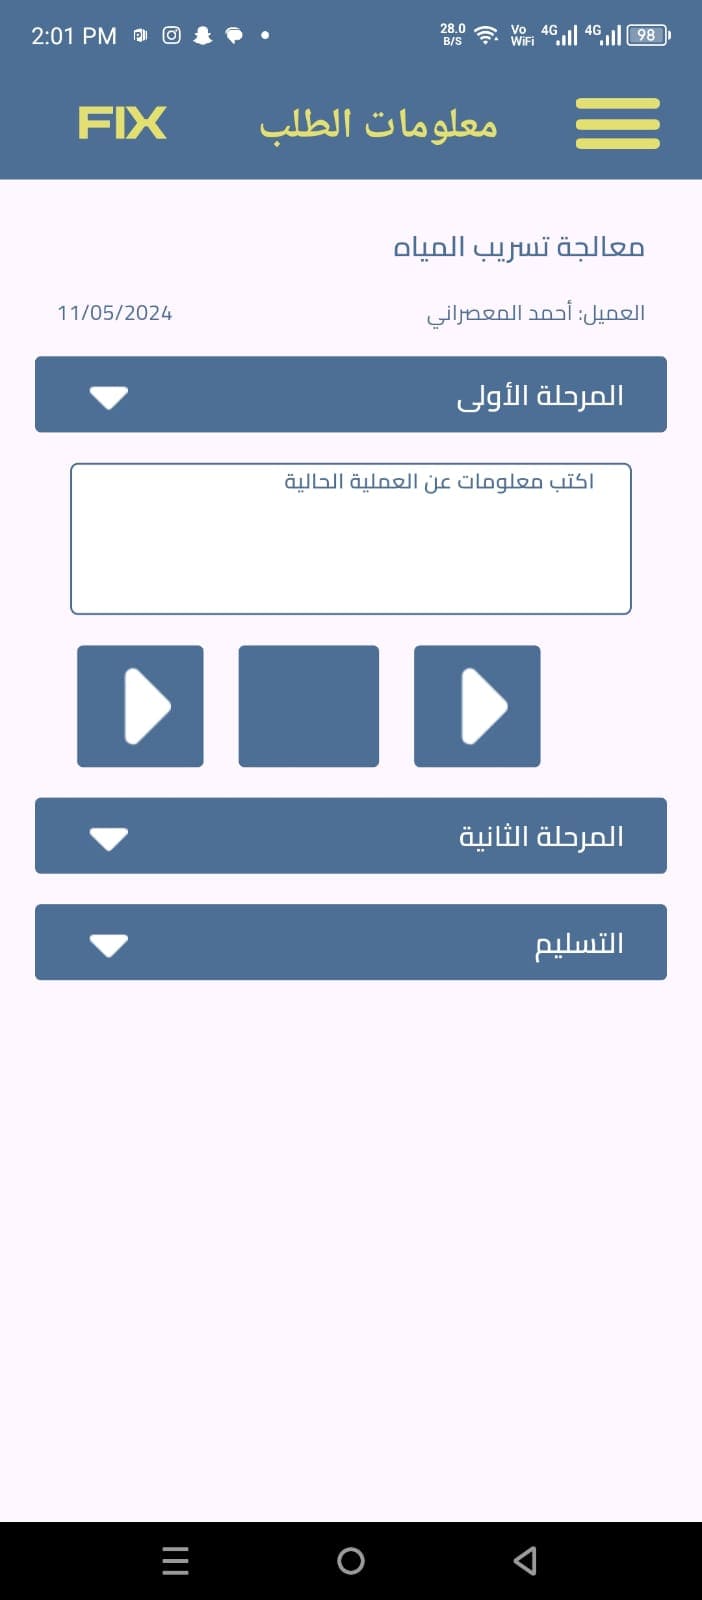 2:01 PM
28.0 B/S
Vo WiFi 4G 4G 98
معلومات الطلب
FIX
معالجة تسريب المياه
العميل: أحمد المعصراني
11/05/2024
المرحلة الأولى
اكتب معلومات عن العملية الحالية
المرحلة الثانية
التسليم